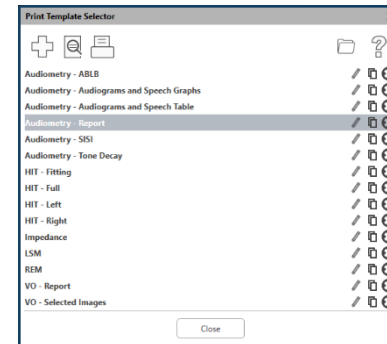 Print Template Selector
Audiometry - ABLB
Audiometry - Audiograms and Speech Graphs
Audiometry - Audiograms and Speech Table
Audiometry - Report
Audiometry - SISI
Audiometry - Tone Decay
HIT - Fitting
HIT - Full
HIT - Left
HIT - Right
Impedance
LSM
REM
VO - Report
VO - Selected Images
Close